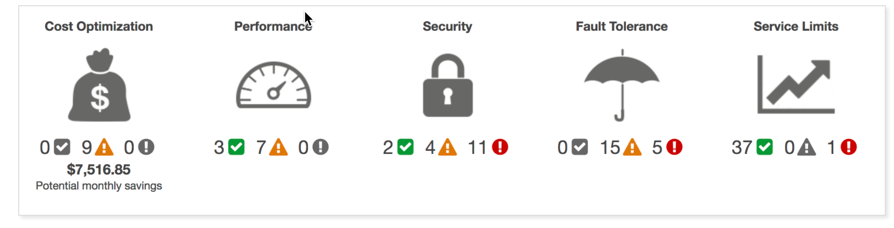 Cost Optimization
Performance
Security
Fault Tolerance
Service Limits
$
0 9 0
3 7 0
2 4 11
0 15 5
37 0 1
$7,516.85
Potential monthly savings